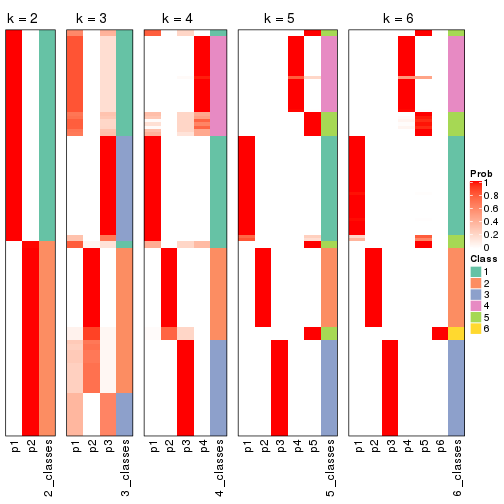 k = 2
k = 3
k = 4
k = 5
k = 6
p1
p2
2_classes
p1
p2
p3
3_classes
p1
p2
p3
p4
4_classes
p1
p2
p3
p4
p5
5_classes
p1
p2
p3
p4
p5
p6
6_classes
Prob
1
0.8
0.6
0.4
0.2
0
Class
1
2
3
4
5
6